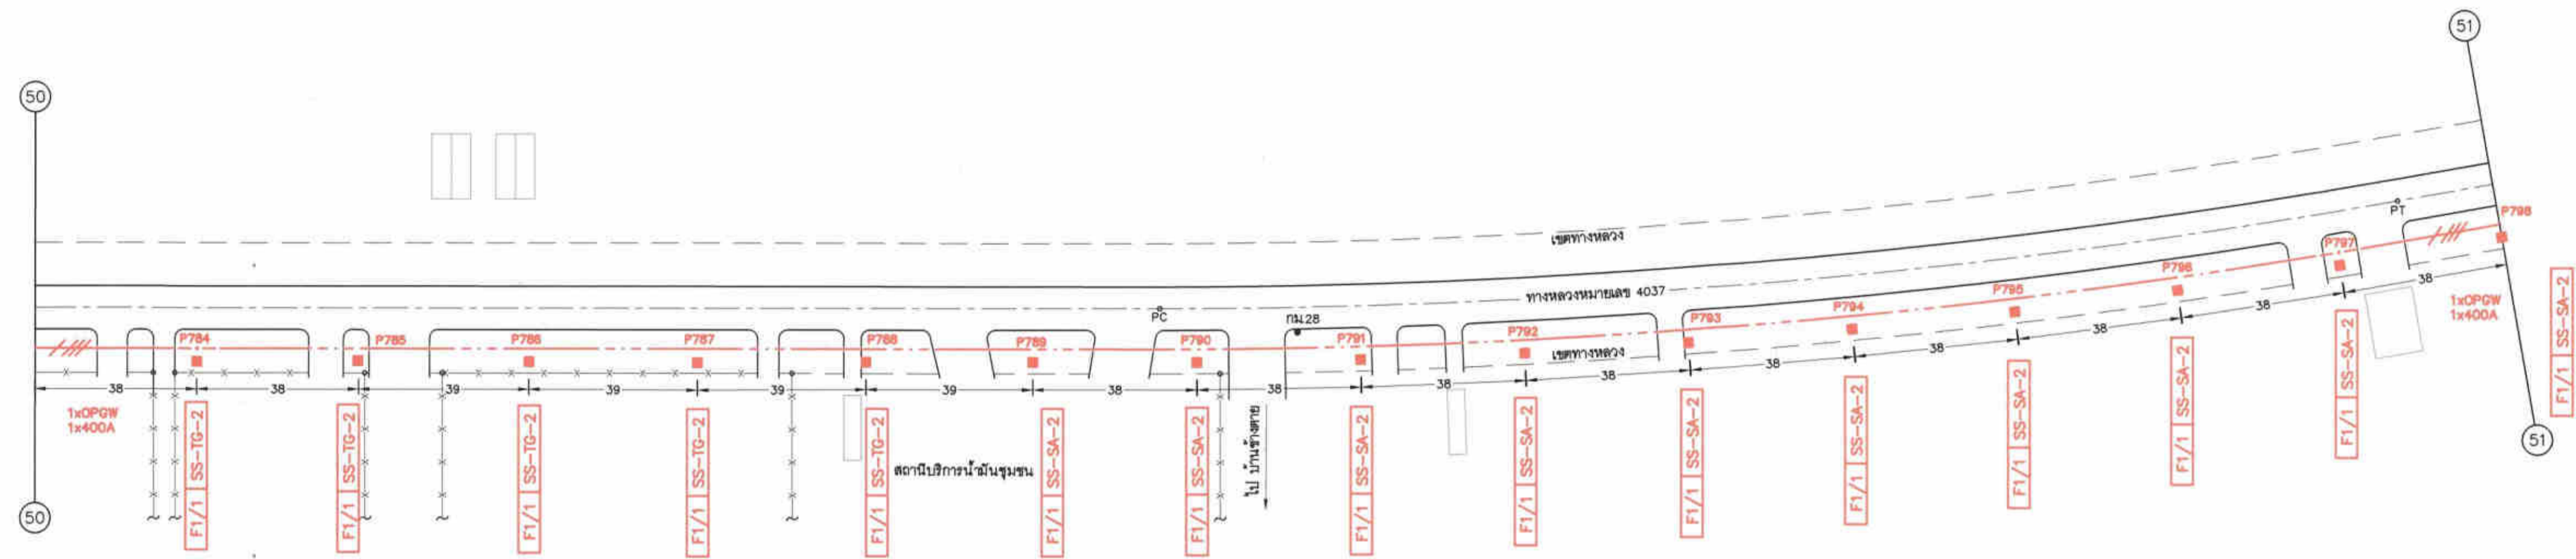 50
51
เขตทางหลวง
PT
P798
P797
P796
P795
P794
ทางหลวงหมายเลข 4037
PC
กม.28
P784
P785
P786
P787
P788
P789
P790
P791
P792
P793
เขตทางหลวง
38
38
39
39
39
39
38
38
38
38
38
38
38
38
38
1xOPGW
1x400A
1xOPGW
1x400A
F1/1 SS-TG-2
F1/1 SS-TG-2
F1/1 SS-TG-2
F1/1 SS-TG-2
F1/1 SS-TG-2
สถานีบริการน้ำมันชุมชน
F1/1 SS-SA-2
F1/1 SS-SA-2
ไป บ้านช้างตาย
F1/1 SS-SA-2
F1/1 SS-SA-2
F1/1 SS-SA-2
F1/1 SS-SA-2
F1/1 SS-SA-2
F1/1 SS-SA-2
F1/1 SS-SA-2
F1/1 SS-SA-2
50
51